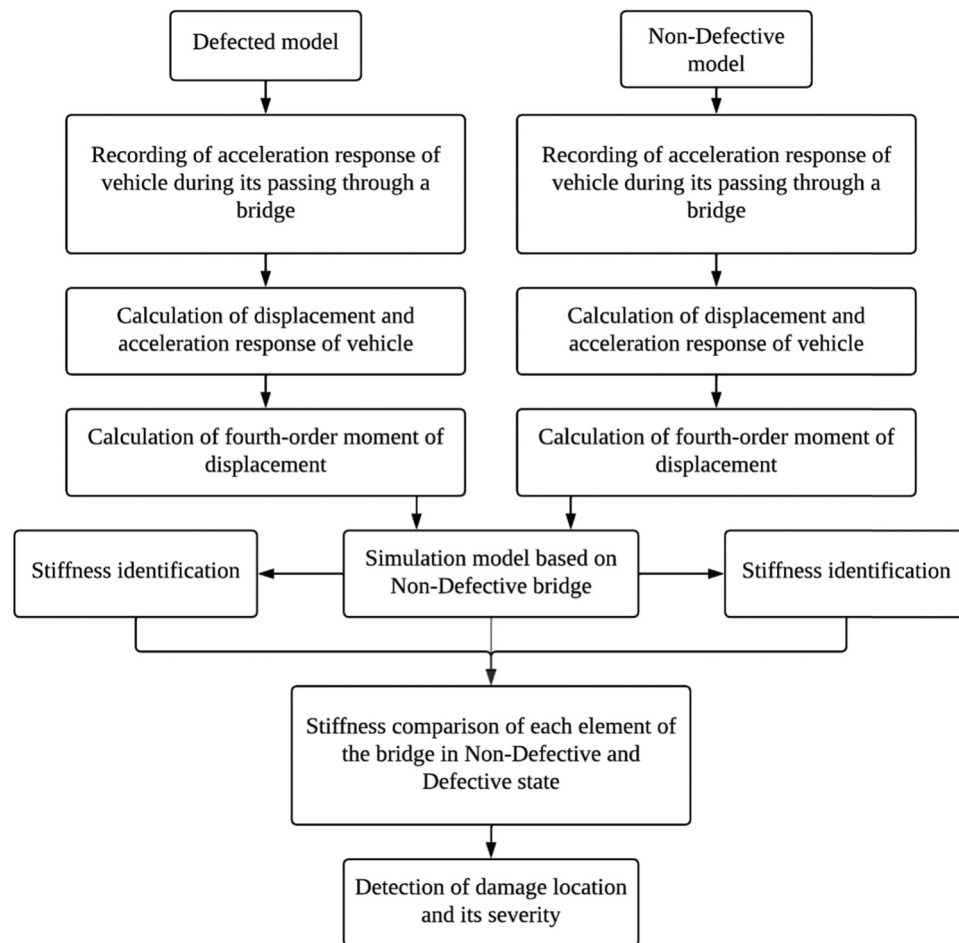 Defected model
Non-Defective
model
Recording of acceleration response of
vehicle during its passing through a
bridge
Recording of acceleration response of
vehicle during its passing through a
bridge
Calculation of displacement and
acceleration response of vehicle
Calculation of displacement and
acceleration response of vehicle
Calculation of fourth-order moment of
displacement
Calculation of fourth-order moment of
displacement
Stiffness identification
Simulation model based on
Non-Defective bridge
Stiffness identification
Stiffness comparison of each element of
the bridge in Non-Defective and
Defective state
Detection of damage location
and its severity